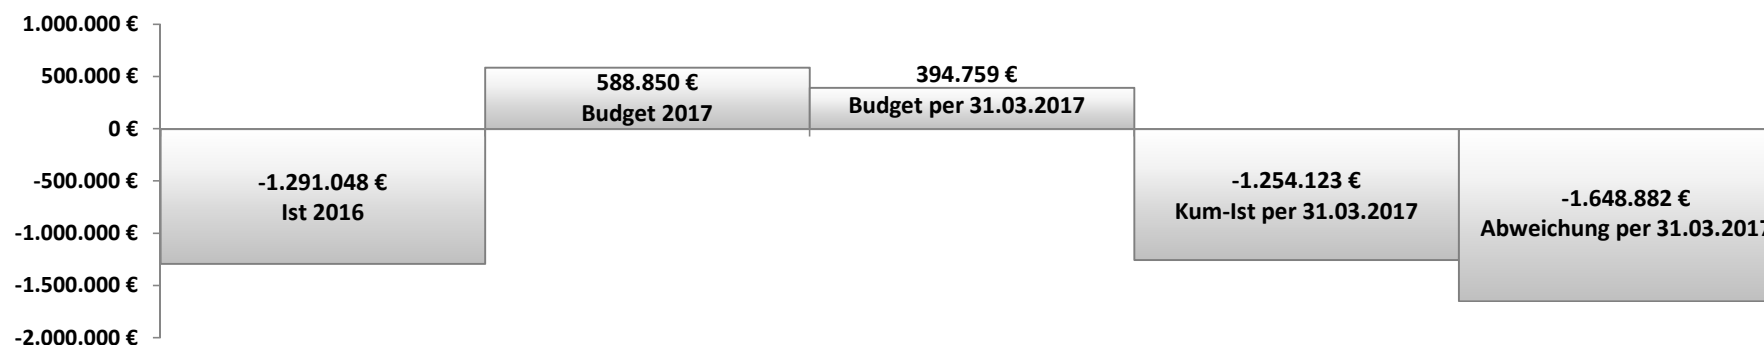 1.000.000 €
500.000 €
0 €
-500.000 €
-1.000.000 €
-1.500.000 €
-2.000.000 €
-1.291.048 €
Ist 2016
588.850 €
Budget 2017
394.759 €
Budget per 31.03.2017
-1.254.123 €
Kum-Ist per 31.03.2017
-1.648.882 €
Abweichung per 31.03.2017